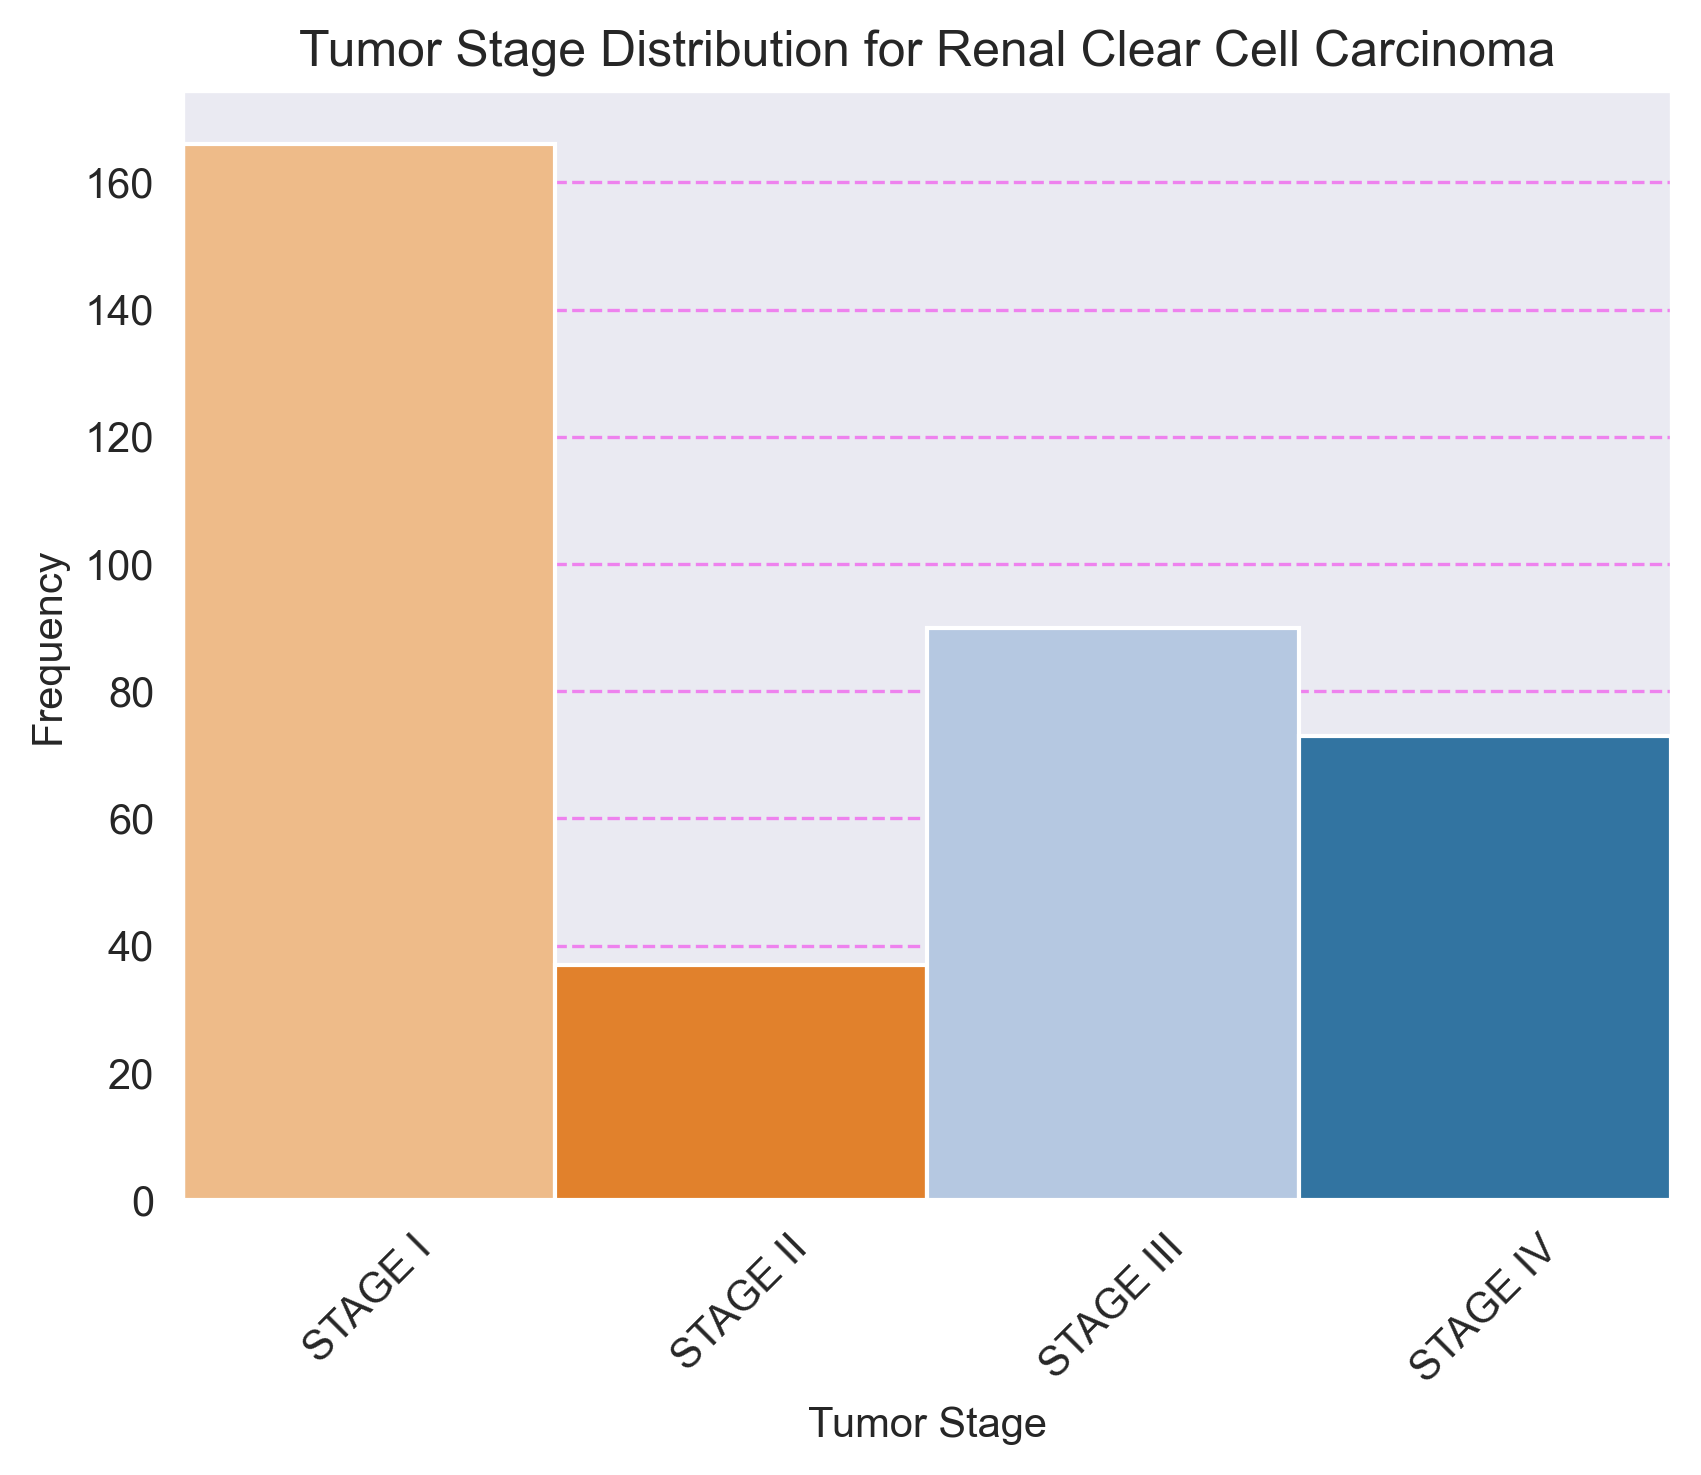 Tumor Stage Distribution for Renal Clear Cell Carcinoma
Frequency
160
140
120
100
80
60
40
20
0
STAGE I
STAGE II
STAGE III
STAGE IV
Tumor Stage